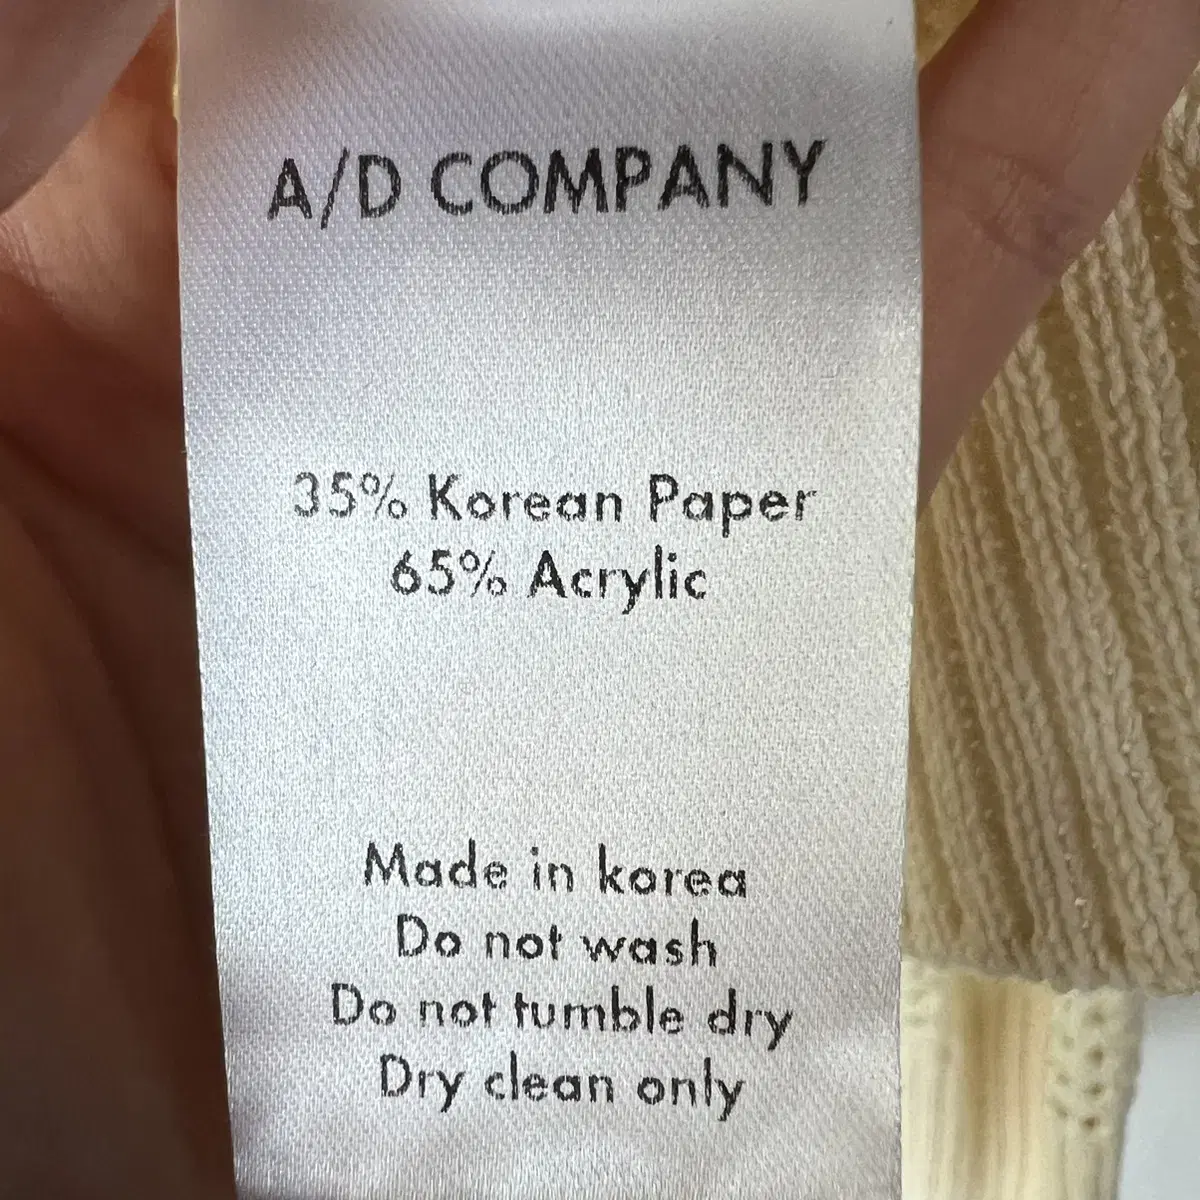 A/D COMPANY
35% Korean Paper
65% Acrylic
Made in korea
Do not wash
Do not tumble dry
Dry clean only